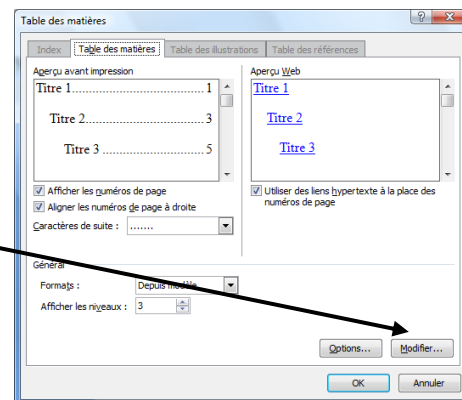 Table des matières
Index
Table des matières
Table des illustrations
Table des références
Aperçu avant impression
Titre 1.................................... 1
Titre 2................................ 3
Titre 3 ............................. 5
Aperçu Web
Titre 1
Titre 2
Titre 3
Afficher les numéros de page
Aligner les numéros de page à droite
Caractères de suite : .......
Utiliser des liens hypertexte à la place des
numéros de page
Général
Formats : Depuis modèle
Afficher les niveaux : 3
Options... Modifier...
OK Annuler